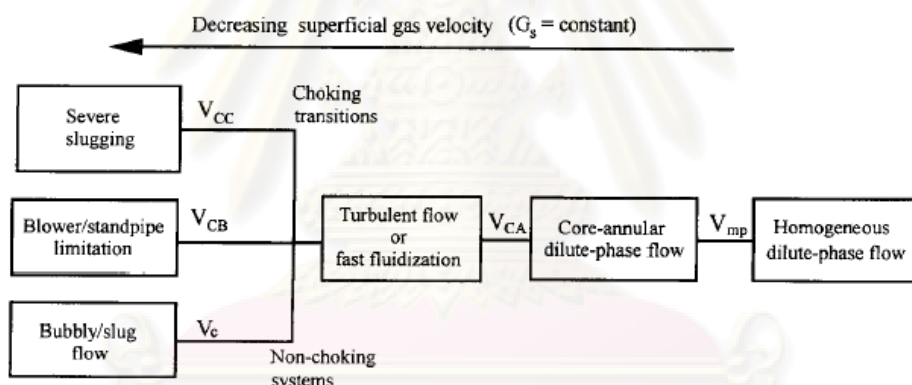 Decreasing superficial gas velocity (Gs = constant)
Severe
slugging
VCC
Choking
transitions
Blower/standpipe
limitation
VCB
Turbulent flow
or
fast fluidization
VCA
Core-annular
dilute-phase flow
Vmp
Homogeneous
dilute-phase flow
Bubbly/slug
flow
Vc
Non-choking
systems